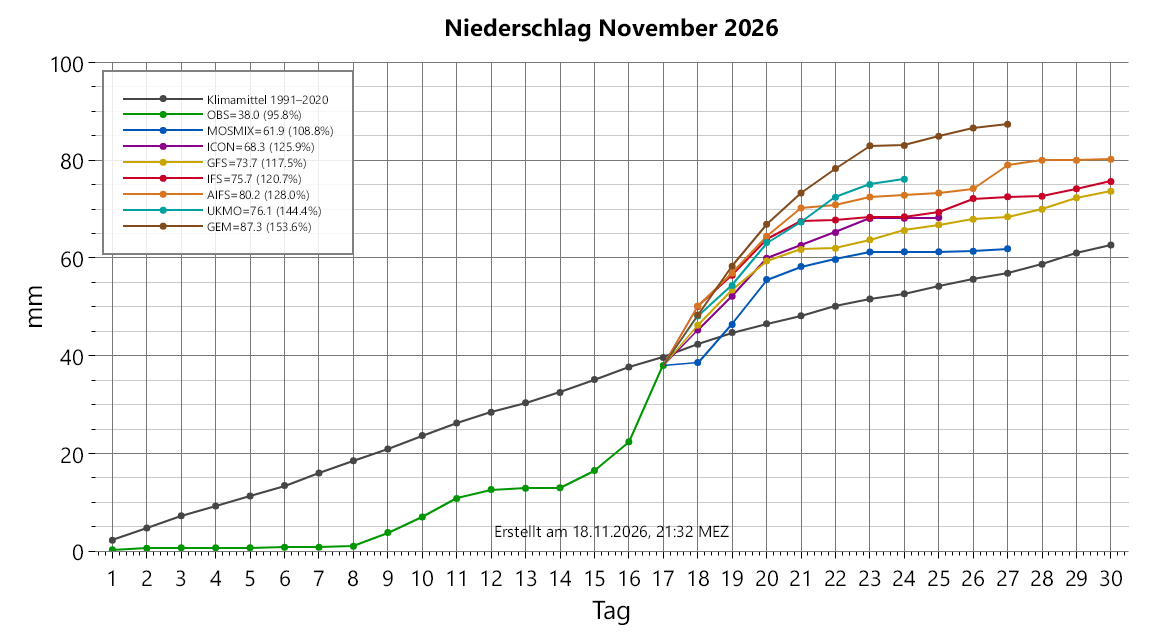 Niederschlag November 2026
100
80
60
40
20
0
mm
Klimamittel 1991–2020
OBS=38.0 (95.8%)
MOSMIX=61.9 (108.8%)
ICON=68.3 (125.9%)
GFS=73.7 (117.5%)
IFS=75.7 (120.7%)
AIFS=80.2 (128.0%)
UKMO=76.1 (144.4%)
GEM=87.3 (153.6%)
Erstellt am 18.11.2026, 21:32 MEZ
1 2 3 4 5 6 7 8 9 10 11 12 13 14 15 16 17 18 19 20 21 22 23 24 25 26 27 28 29 30
Tag